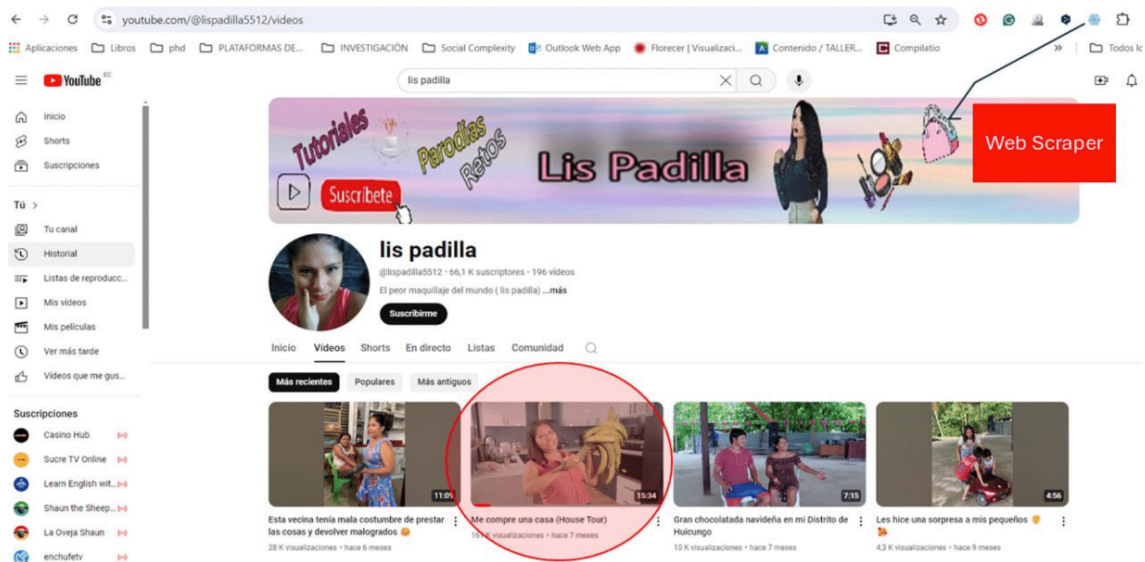 youtube.com/@lispadilla5512/videos
Aplicaciones Libros phd PLATAFORMAS DE... INVESTIGACIÓN Social Complexity Outlook Web App Florecer | Visualizaci... Contenido / TALLER... Compilatio » Todos lo
YouTube EC
lis padilla
Inicio
Shorts
Suscripciones
Tú >
Tu canal
Historial
Listas de reproducc...
Mis vídeos
Mis películas
Ver más tarde
Vídeos que me gus...
Suscripciones
Casino Hub
Sucre TV Online
Learn English wit...
Shaun the Sheep...
La Oveja Shaun
enchufetv
Tutoriales
Parodias
Retos
Suscríbete
Lis Padilla
Web Scraper
lis padilla
@lispadilla5512 · 66,1 K suscriptores · 196 vídeos
El peor maquillaje del mundo ( lis padilla) ...más
Suscribirme
Inicio Vídeos Shorts En directo Listas Comunidad
Más recientes Populares Más antiguos
11:09
Esta vecina tenía mala costumbre de prestar
las cosas y devolver malogrados
28 K visualizaciones · hace 6 meses
15:34
Me compre una casa (House Tour)
161 K visualizaciones · hace 7 meses
7:15
Gran chocolatada navideña en mi Distrito de
Huicungo
10 K visualizaciones · hace 7 meses
4:56
Les hice una sorpresa a mis pequeños
4,3 K visualizaciones · hace 9 meses